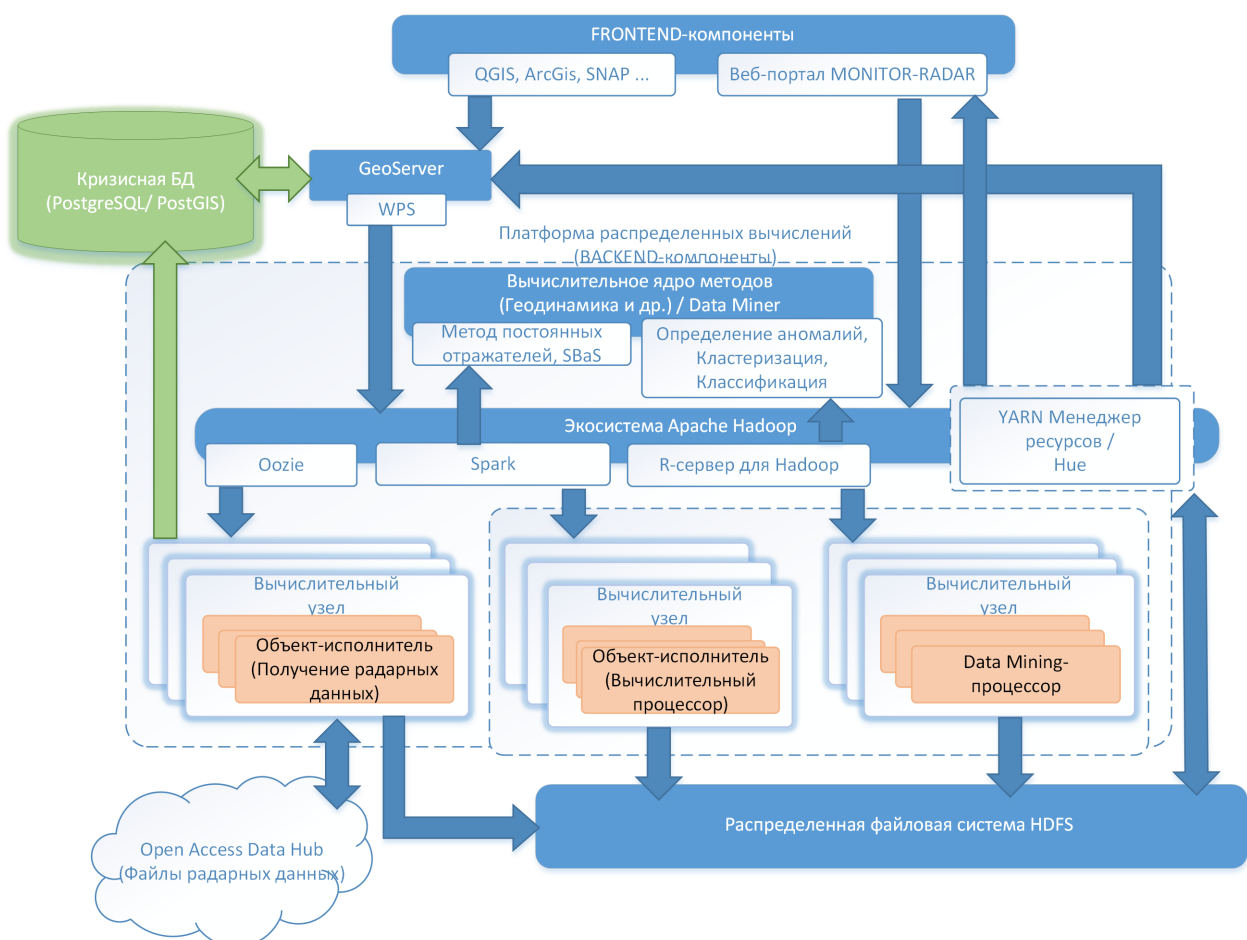 FRONTEND-компоненты
QGIS, ArcGis, SNAP ...
Веб-портал MONITOR-RADAR
Кризисная БД
(PostgreSQL/ PostGIS)
GeoServer
WPS
Платформа распределенных вычислений
(BACKEND-компоненты)
Вычислительное ядро методов
(Геодинамика и др.) / Data Miner
Метод постоянных
отражателей, SBaS
Определение аномалий,
Кластеризация,
Классификация
Экосистема Apache Hadoop
YARN Менеджер
ресурсов /
Hue
Oozie
Spark
R-сервер для Hadoop
Вычислительный
узел
Объект-исполнитель
(Получение радарных
данных)
Вычислительный
узел
Объект-исполнитель
(Вычислительный
процессор)
Вычислительный
узел
Data Mining-
процессор
Распределенная файловая система HDFS
Open Access Data Hub
(Файлы радарных данных)